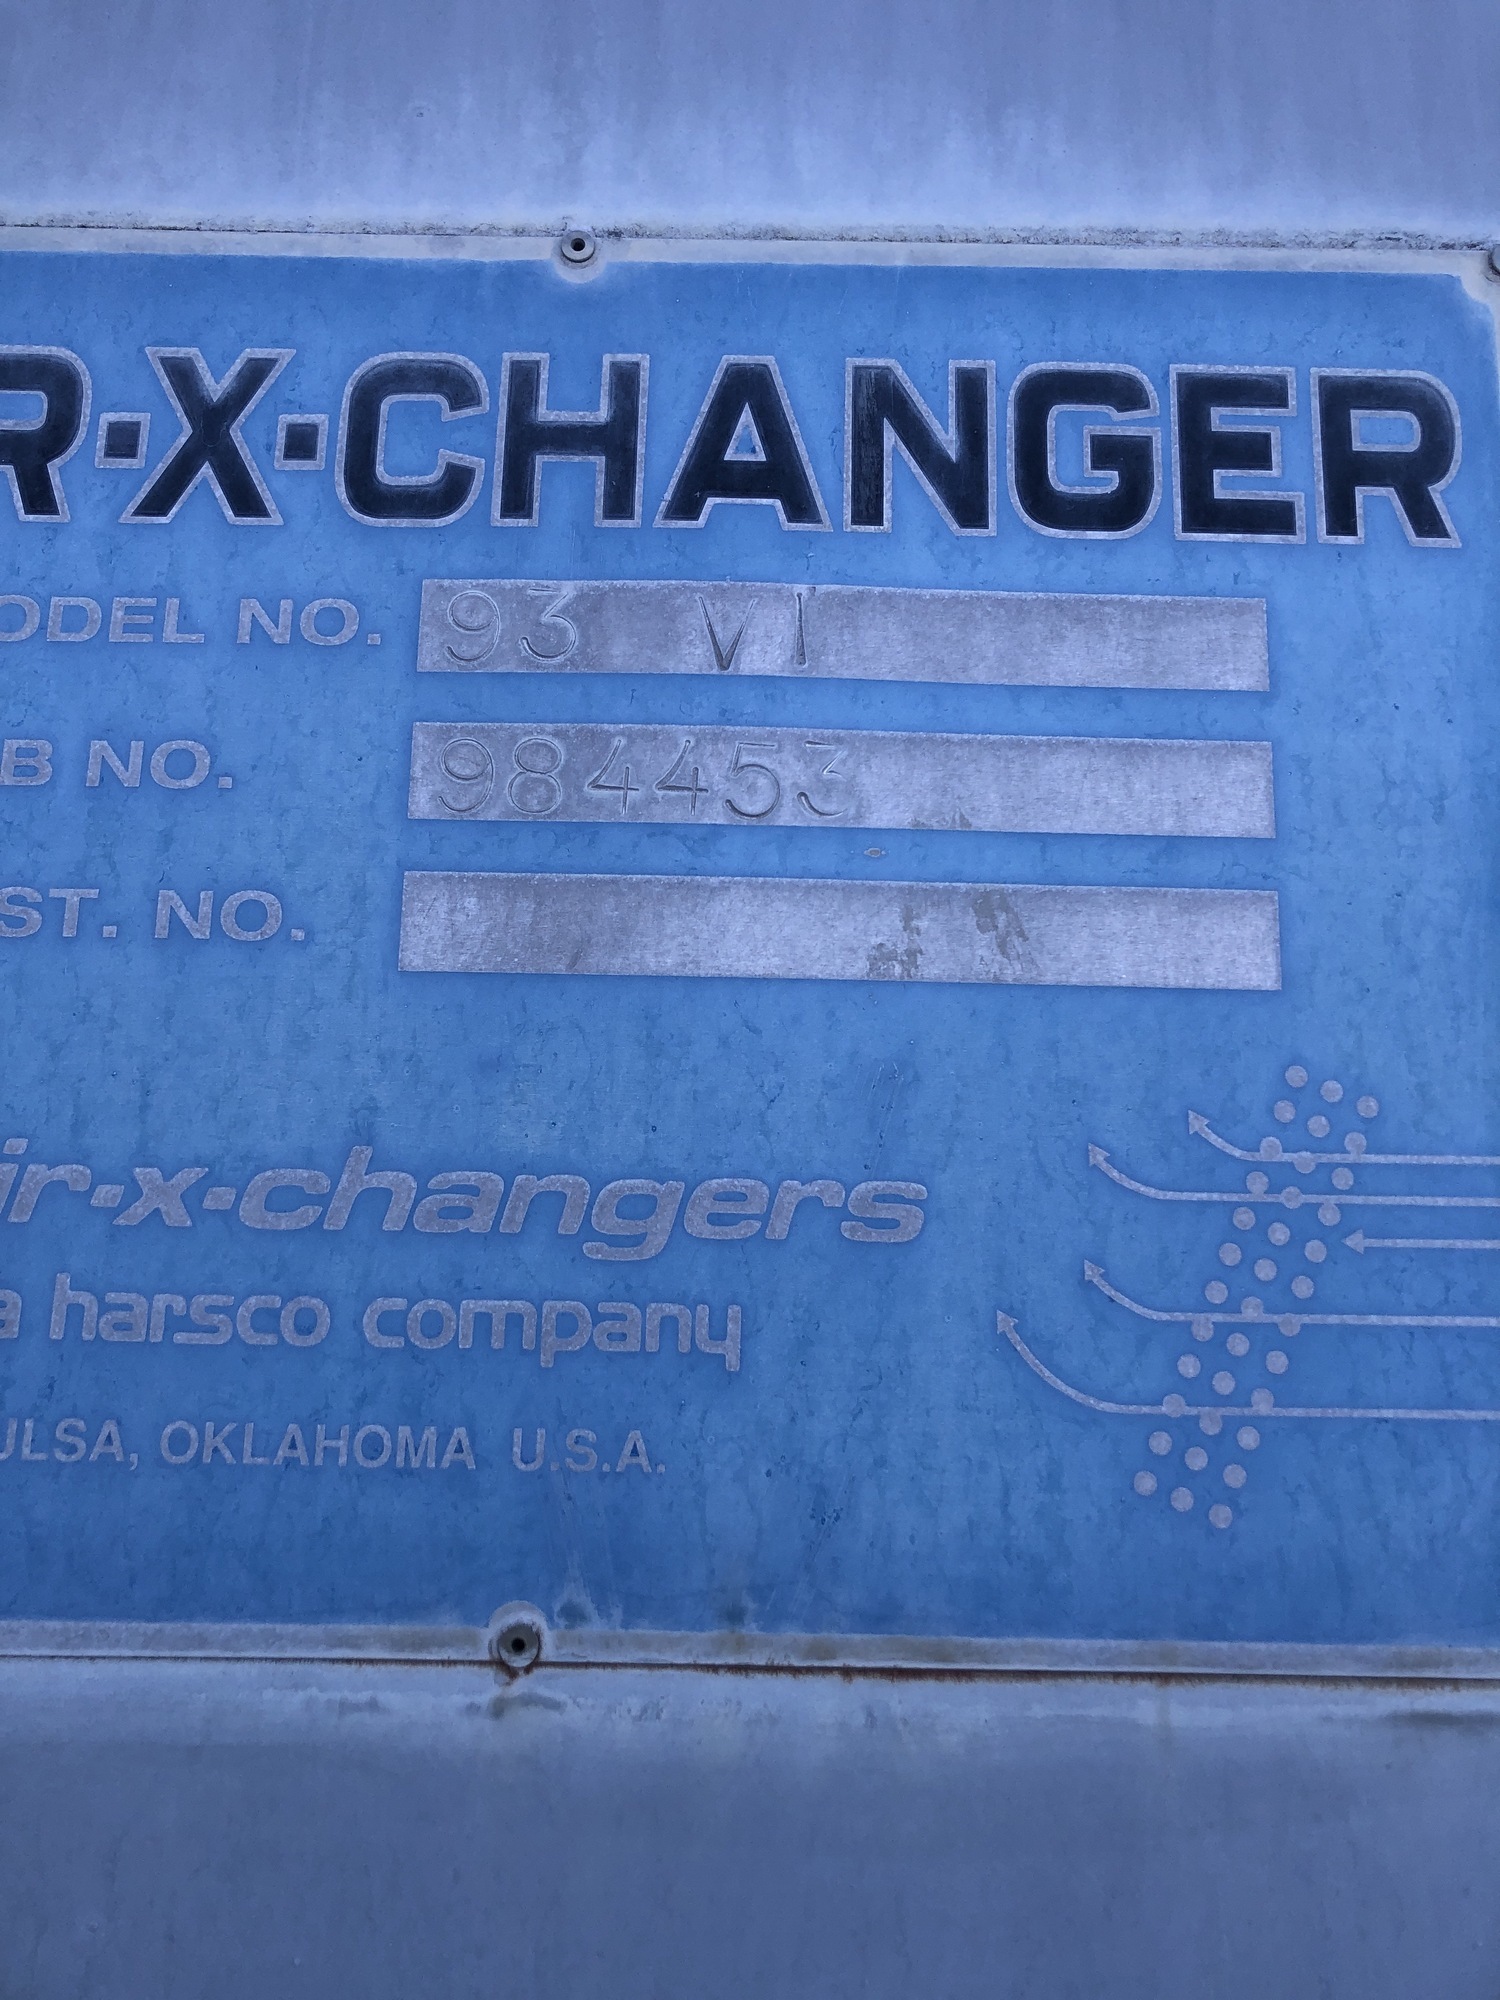 R·X·CHANGER
ODEL NO. 93 VI
B NO. 984453
ST. NO.
ir-x-changers
a harsco company
ULSA, OKLAHOMA U.S.A.